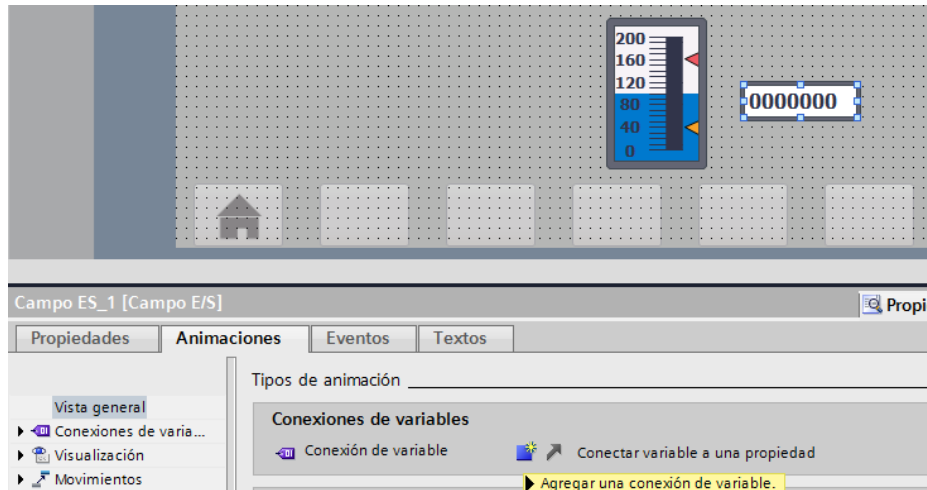 200
160
120
80
40
0
0000000
Campo ES_1 [Campo E/S]
Propi
Propiedades
Animaciones
Eventos
Textos
Tipos de animación
Vista general
Conexiones de varia...
Visualización
Movimientos
Conexiones de variables
Conexión de variable
Conectar variable a una propiedad
Agregar una conexión de variable.